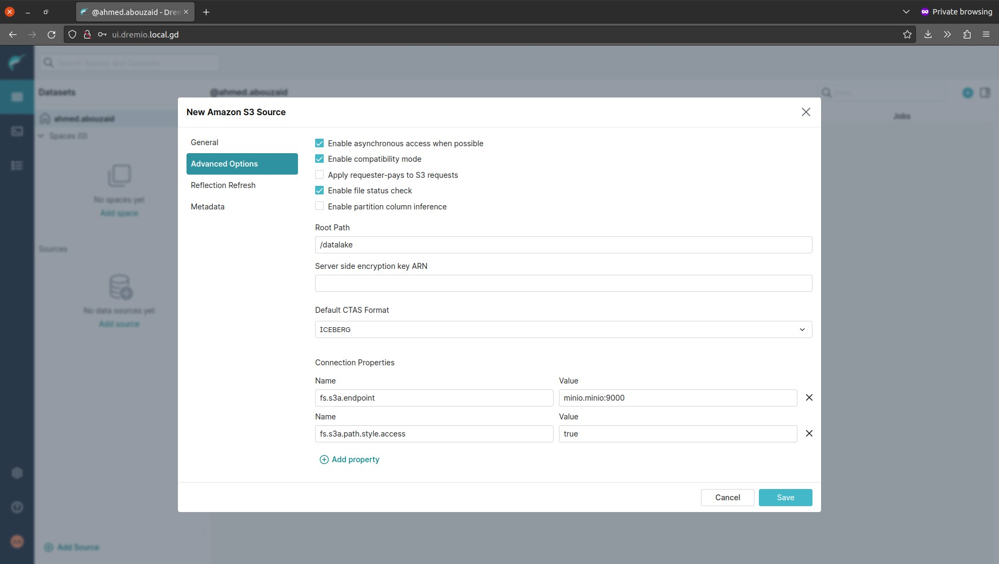 @ahmed.abouzaid - Drem
Private browsing
ui.dremio.local.gd
Search Spaces and Datasets
Datasets
@ahmed.abouzaid
Filter...
ahmed.abouzaid
Jobs
Spaces (0)
No spaces yet
Add space
Sources
No data sources yet
Add source
Add Source
New Amazon S3 Source
General
Advanced Options
Reflection Refresh
Metadata
Enable asynchronous access when possible
Enable compatibility mode
Apply requester-pays to S3 requests
Enable file status check
Enable partition column inference
Root Path
/datalake
Server side encryption key ARN
Default CTAS Format
ICEBERG
Connection Properties
Name Value
fs.s3a.endpoint minio.minio:9000
Name Value
fs.s3a.path.style.access true
Add property
Cancel Save